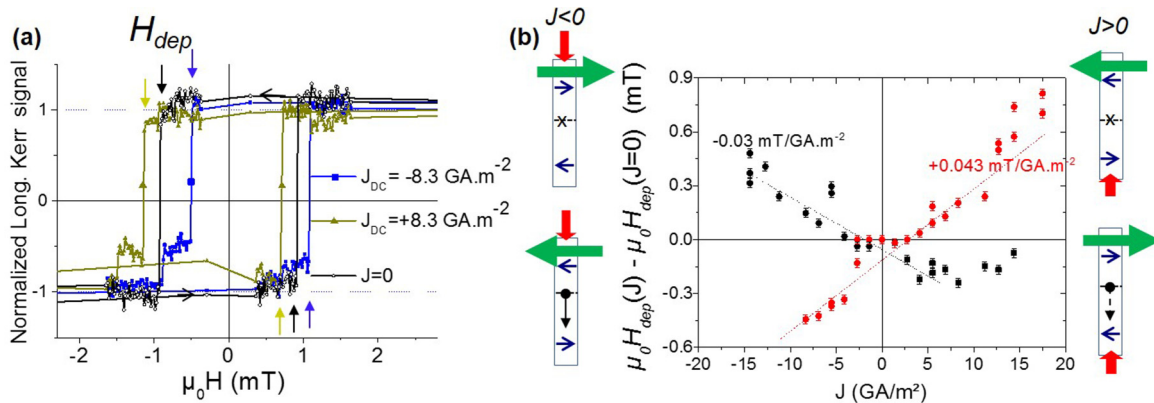 (a)
H_dep
Normalized Long. Kerr signal
1
0
-1
J_DC= -8.3 GA.m⁻²
J_DC=+8.3 GA.m⁻²
J=0
-2
-1
0
1
2
μ₀H (mT)
J<0
(b)
X
μ₀H_dep(J) - μ₀H_dep(J=0) (mT)
0.9
0.6
0.3
0.0
-0.3
-0.6
-0.03 mT/GA.m⁻²
+0.043 mT/GA.m⁻²
-20
-15
-10
-5
0
5
10
15
20
J (GA/m²)
J>0
X